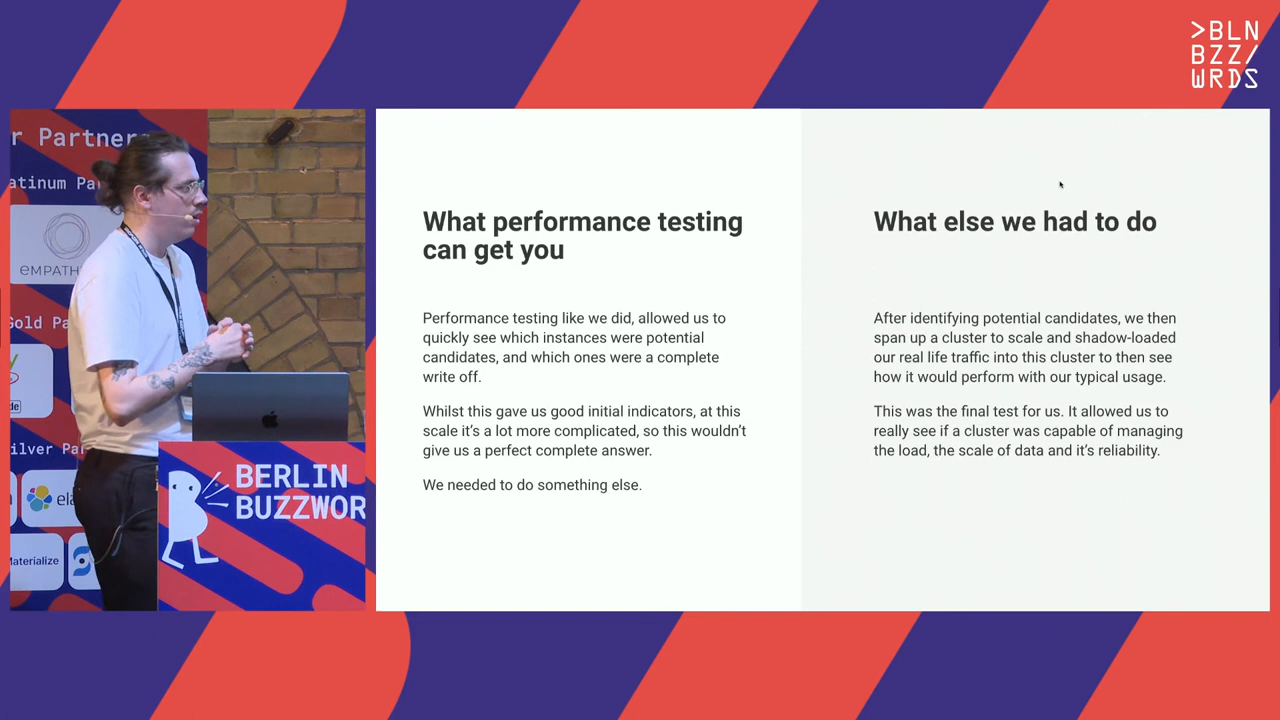 >BLN
BZZ/
WRDS
r Partner
atinum Pa
EMPATH
Gold Pa
de
ilver Par
ela
Materialize
BERLIN
BUZZWOR
What performance testing
can get you
Performance testing like we did, allowed us to
quickly see which instances were potential
candidates, and which ones were a complete
write off.
Whilst this gave us good initial indicators, at this
scale it’s a lot more complicated, so this wouldn’t
give us a perfect complete answer.
We needed to do something else.
What else we had to do
After identifying potential candidates, we then
span up a cluster to scale and shadow-loaded
our real life traffic into this cluster to then see
how it would perform with our typical usage.
This was the final test for us. It allowed us to
really see if a cluster was capable of managing
the load, the scale of data and it’s reliability.